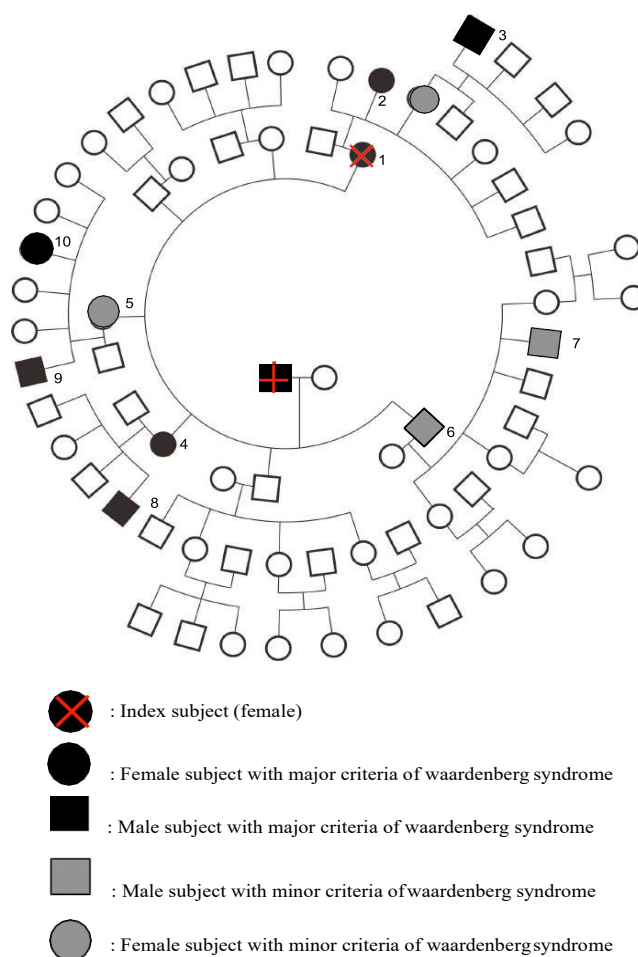 3
2
1
10
5
7
9
6
4
8
: Index subject (female)
: Female subject with major criteria of waardenberg syndrome
: Male subject with major criteria of waardenberg syndrome
: Male subject with minor criteria of waardenberg syndrome
: Female subject with minor criteria of waardenberg syndrome